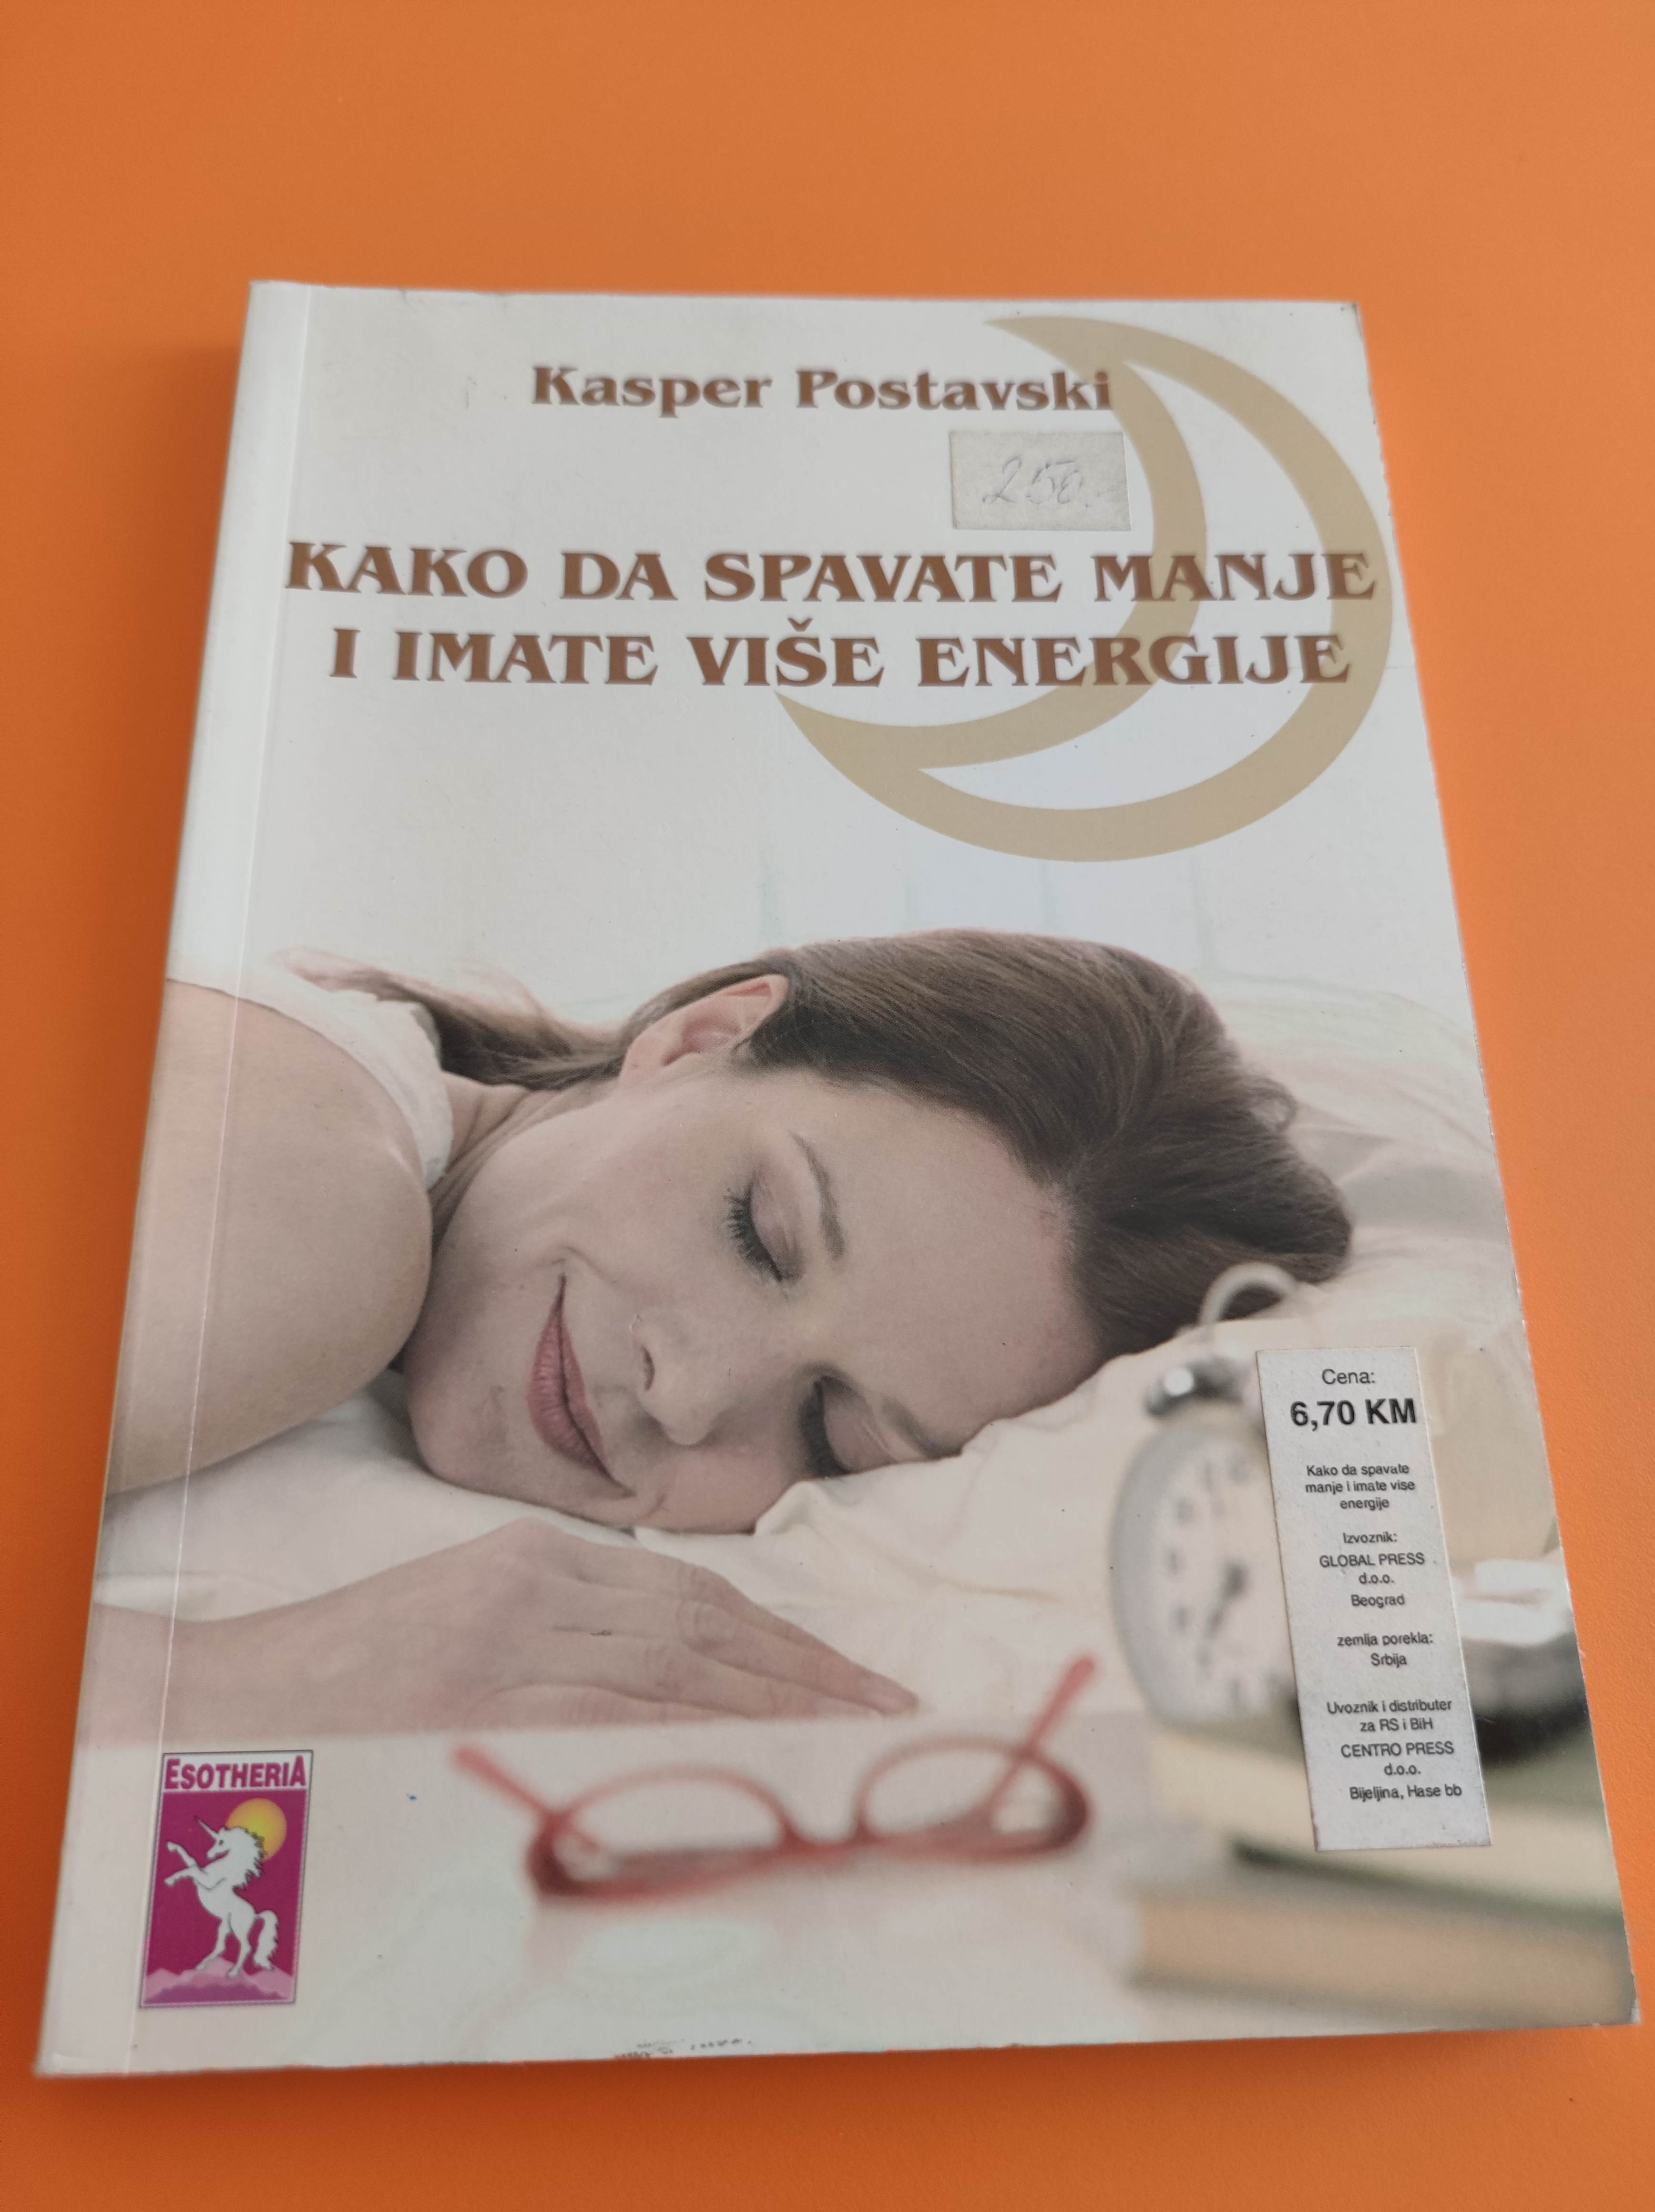 Kasper Postavski
250.-
KAKO DA SPAVATE MANJE
I IMATE VIŠE ENERGIJE
Cena:
6,70 KM
Kako da spavate
manje i imate vise
energije
Izvoznik:
GLOBAL PRESS
d.o.o.
Beograd
zemlja porekla:
Srbija
Uvoznik i distributer
za RS i BiH
CENTRO PRESS
d.o.o.
Bijeljina, Hase bb
ESOTHERIA